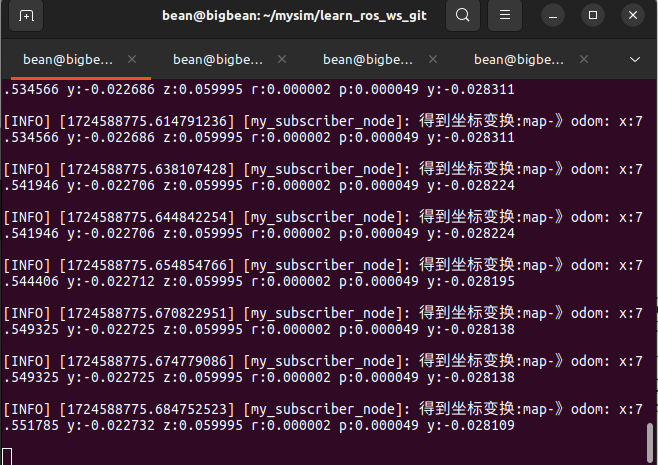 bean@bigbean: ~/mysim/learn_ros_ws_git
bean@bigbe... × bean@bigbe... × bean@bigbe... × bean@bigbe... ×
.534566 y:-0.022686 z:0.059995 r:0.000002 p:0.000049 y:-0.028311
[INFO] [1724588775.614791236] [my_subscriber_node]: 得到坐标变换:map-》odom: x:7
.534566 y:-0.022686 z:0.059995 r:0.000002 p:0.000049 y:-0.028311
[INFO] [1724588775.638107428] [my_subscriber_node]: 得到坐标变换:map-》odom: x:7
.541946 y:-0.022706 z:0.059995 r:0.000002 p:0.000049 y:-0.028224
[INFO] [1724588775.644842254] [my_subscriber_node]: 得到坐标变换:map-》odom: x:7
.541946 y:-0.022706 z:0.059995 r:0.000002 p:0.000049 y:-0.028224
[INFO] [1724588775.654854766] [my_subscriber_node]: 得到坐标变换:map-》odom: x:7
.544406 y:-0.022712 z:0.059995 r:0.000002 p:0.000049 y:-0.028195
[INFO] [1724588775.670822951] [my_subscriber_node]: 得到坐标变换:map-》odom: x:7
.549325 y:-0.022725 z:0.059995 r:0.000002 p:0.000049 y:-0.028138
[INFO] [1724588775.674779086] [my_subscriber_node]: 得到坐标变换:map-》odom: x:7
.549325 y:-0.022725 z:0.059995 r:0.000002 p:0.000049 y:-0.028138
[INFO] [1724588775.684752523] [my_subscriber_node]: 得到坐标变换:map-》odom: x:7
.551785 y:-0.022732 z:0.059995 r:0.000002 p:0.000049 y:-0.028109